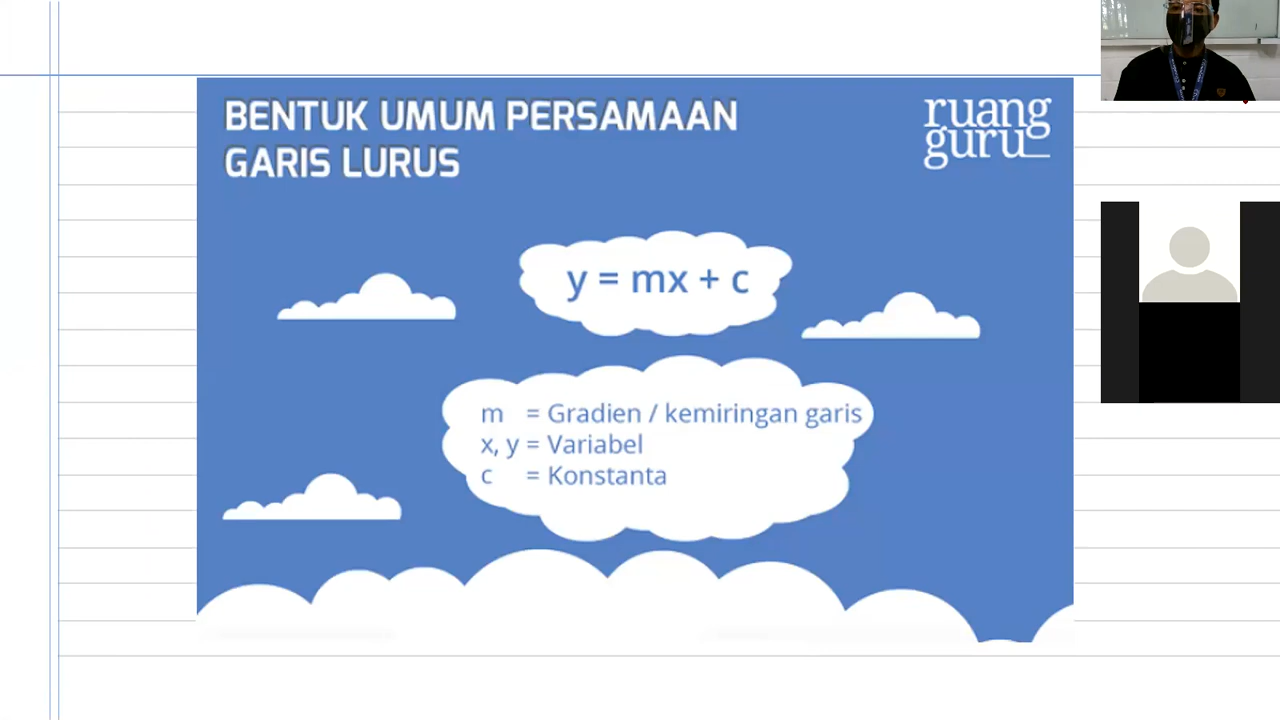 BENTUK UMUM PERSAMAAN
GARIS LURUS
ruang
guru
y = mx + c
m = Gradien / kemiringan garis
x, y = Variabel
c = Konstanta